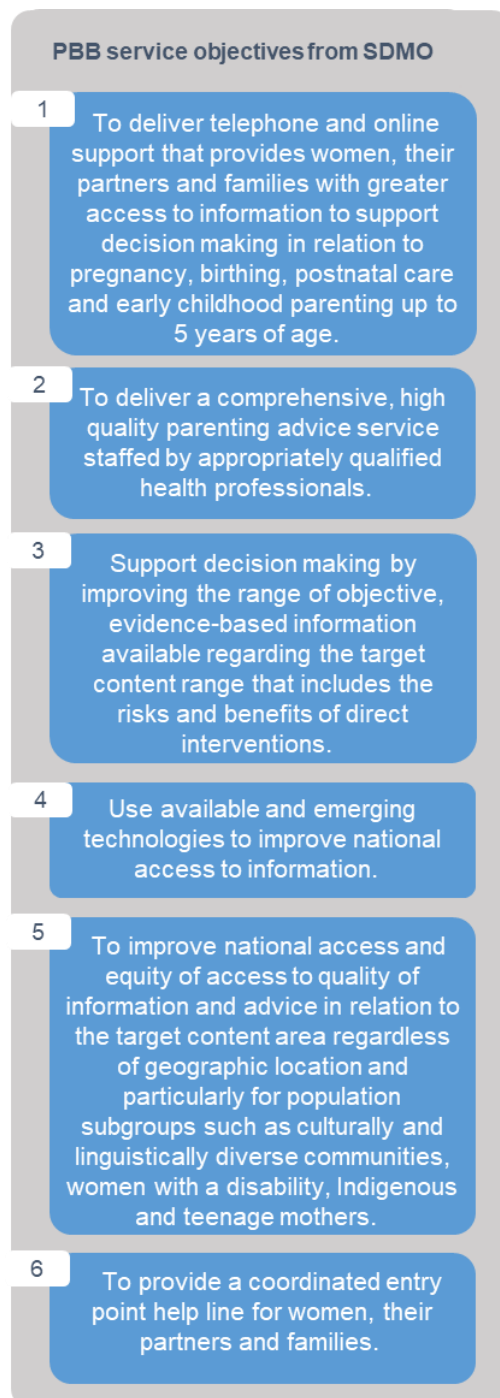 PBB service objectives from SDMO
1
To deliver telephone and online
support that provides women, their
partners and families with greater
access to information to support
decision making in relation to
pregnancy, birthing, postnatal care
and early childhood parenting up to
5 years of age.
2
To deliver a comprehensive, high
quality parenting advice service
staffed by appropriately qualified
health professionals.
3
Support decision making by
improving the range of objective,
evidence-based information
available regarding the target
content range that includes the
risks and benefits of direct
interventions.
4
Use available and emerging
technologies to improve national
access to information.
5
To improve national access and
equity of access to quality of
information and advice in relation to
the target content area regardless
of geographic location and
particularly for population
subgroups such as culturally and
linguistically diverse communities,
women with a disability, Indigenous
and teenage mothers.
6
To provide a coordinated entry
point help line for women, their
partners and families.